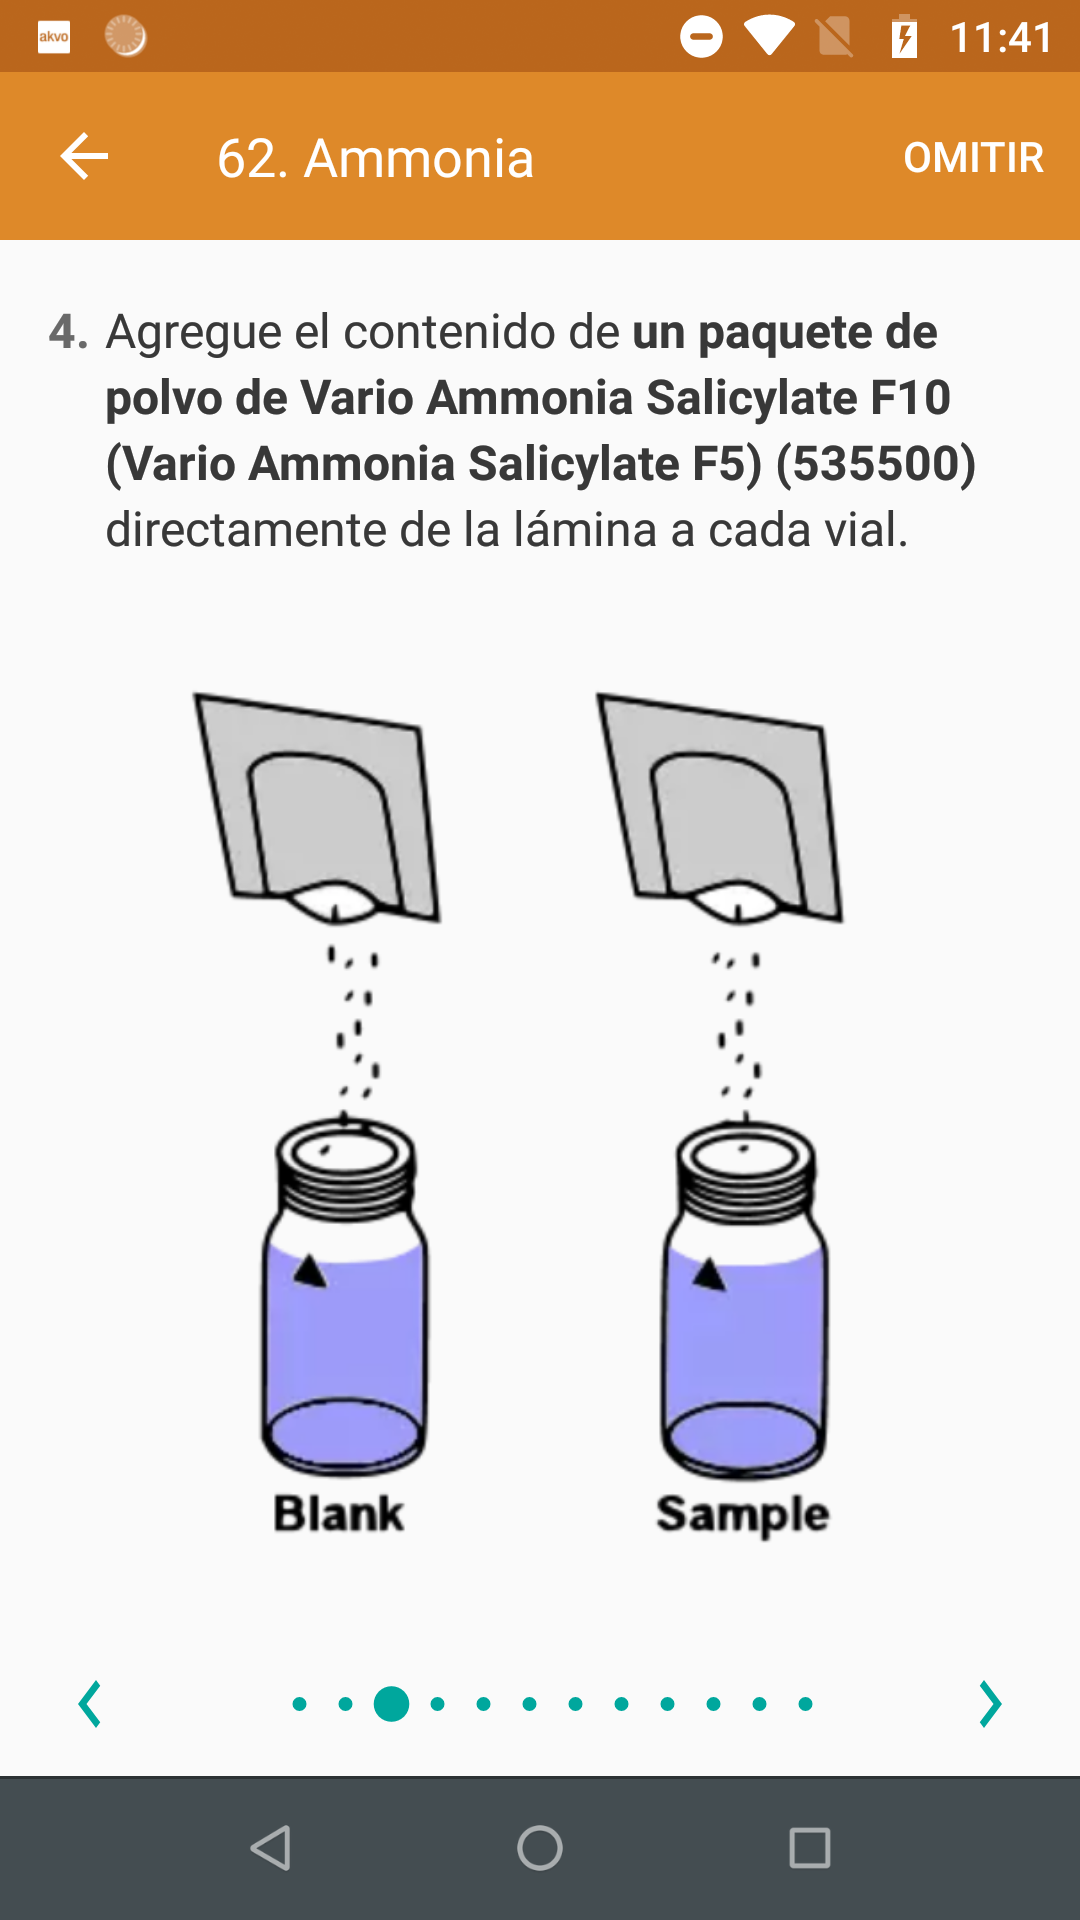 akvo
11:41
62. Ammonia
OMITIR
4. Agregue el contenido de un paquete de
polvo de Vario Ammonia Salicylate F10
(Vario Ammonia Salicylate F5) (535500)
directamente de la lámina a cada vial.
Blank
Sample